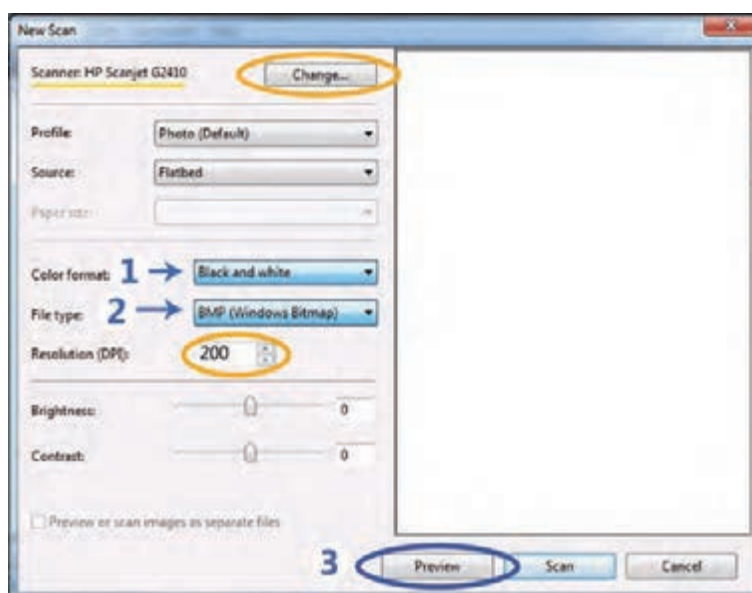 New Scan
Scanner: HP Scanjet G2410 Change...
Profile: Photo (Default)
Source: Flatbed
Paper size:
Color format: 1 Black and white
File type: 2 BMP (Windows Bitmap)
Resolution (DPI): 200
Brightness: 0
Contrast: 0
Preview or scan images as separate files
3 Preview Scan Cancel